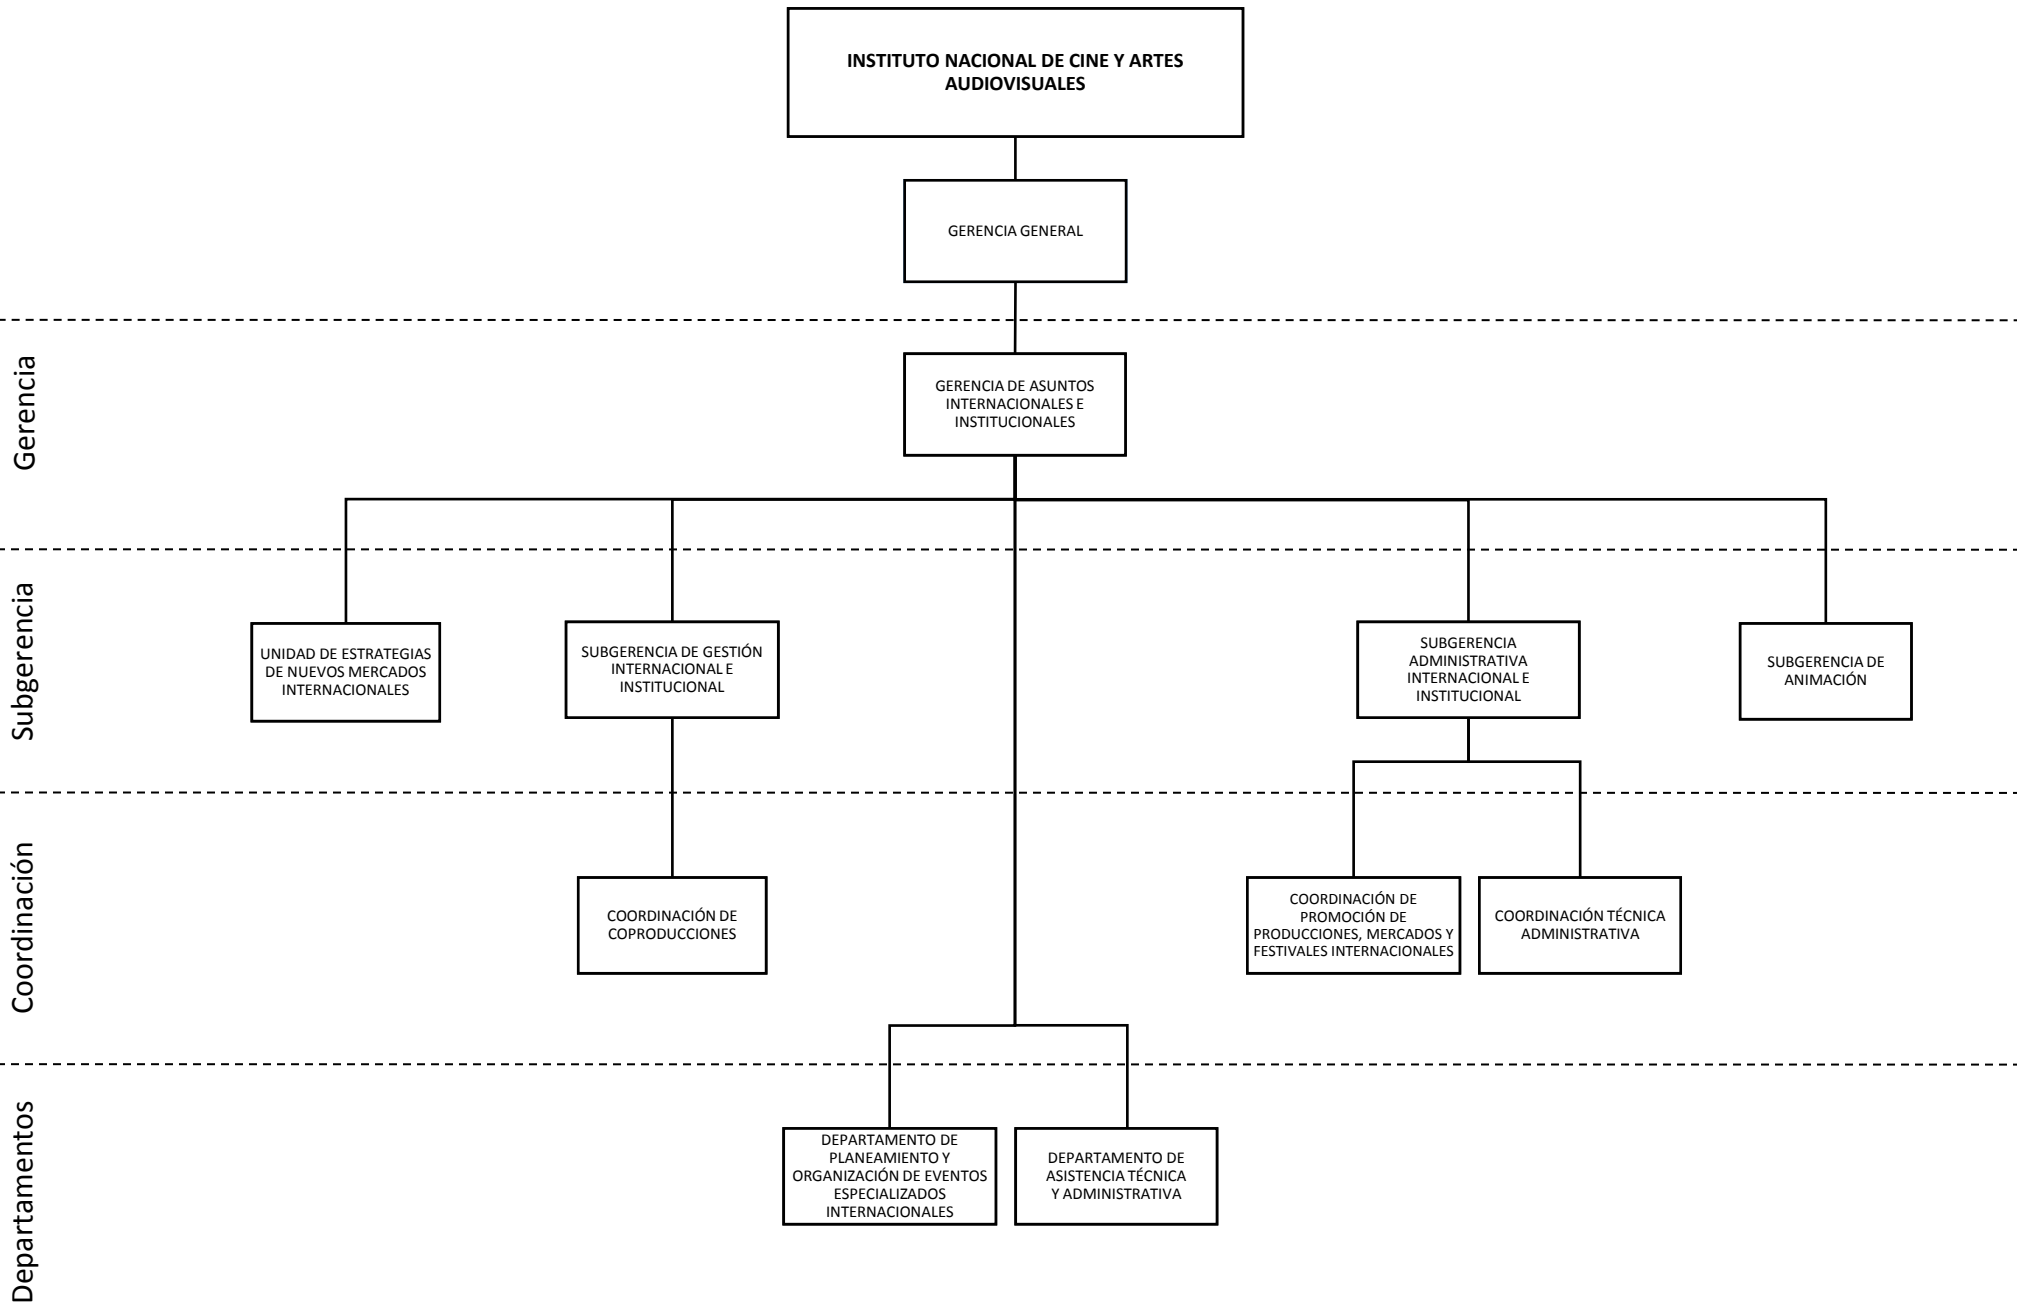 INSTITUTO NACIONAL DE CINE Y ARTES
AUDIOVISUALES
GERENCIA GENERAL
Gerencia
GERENCIA DE ASUNTOS
INTERNACIONALES E
INSTITUCIONALES
Subgerencia
UNIDAD DE ESTRATEGIAS
DE NUEVOS MERCADOS
INTERNACIONALES
SUBGERENCIA DE GESTIÓN
INTERNACIONAL E
INSTITUCIONAL
SUBGERENCIA
ADMINISTRATIVA
INTERNACIONAL E
INSTITUCIONAL
SUBGERENCIA DE
ANIMACIÓN
Coordinación
COORDINACIÓN DE
COPRODUCCIONES
COORDINACIÓN DE
PROMOCIÓN DE
PRODUCCIONES, MERCADOS Y
FESTIVALES INTERNACIONALES
COORDINACIÓN TÉCNICA
ADMINISTRATIVA
Departamentos
DEPARTAMENTO DE
PLANEAMIENTO Y
ORGANIZACIÓN DE EVENTOS
ESPECIALIZADOS
INTERNACIONALES
DEPARTAMENTO DE
ASISTENCIA TÉCNICA
Y ADMINISTRATIVA